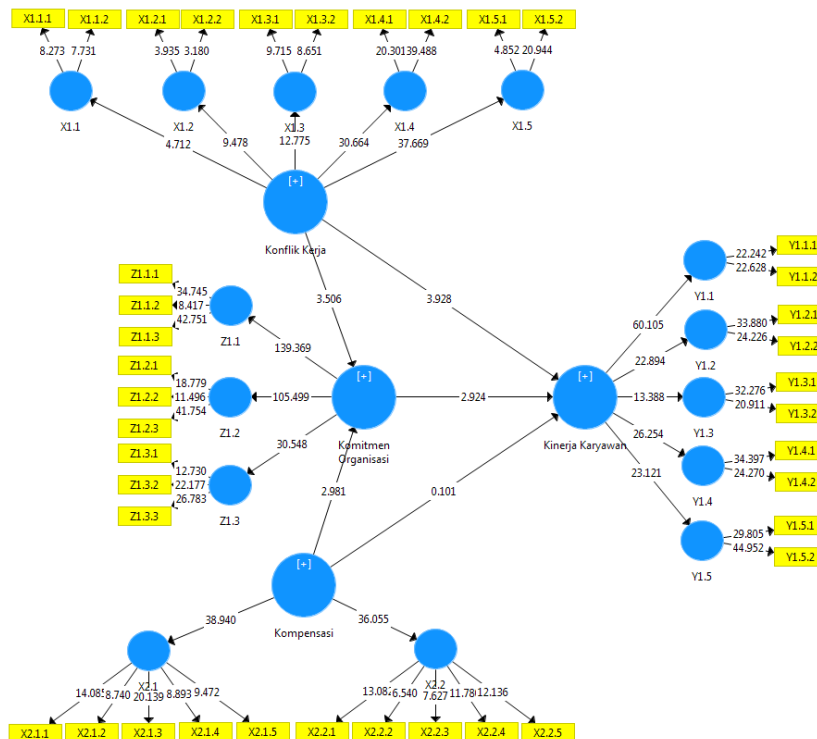 X1.1.1 X1.1.2 X1.2.1 X1.2.2 X1.3.1 X1.3.2 X1.4.1 X1.4.2 X1.5.1 X1.5.2
8.273 7.731 3.935 3.180 9.715 8.651 20.301 39.488 4.852 20.944
X1.1 X1.2 X1.3 X1.4 X1.5
4.712 9.478 12.775 30.664 37.669
[+]
Konflik Kerja
3.506 3.928
Z1.1.1
Z1.1.2
Z1.1.3
34.745
8.417
42.751
Z1.1
139.369
Z1.2.1
Z1.2.2
Z1.2.3
18.779
11.496
41.754
Z1.2
105.499
Z1.3.1
Z1.3.2
Z1.3.3
12.730
22.177
26.783
Z1.3
30.548
[+]
Komitmen
Organisasi
2.924
2.981 0.101
[+]
Kinerja Karyawan
60.105
22.894
13.388
26.254
23.121
Y1.1
22.242 Y1.1.1
22.628 Y1.1.2
Y1.2
33.880 Y1.2.1
24.226 Y1.2.2
Y1.3
32.276 Y1.3.1
20.911 Y1.3.2
Y1.4
34.397 Y1.4.1
24.270 Y1.4.2
Y1.5
29.805 Y1.5.1
44.952 Y1.5.2
[+]
Kompensasi
38.940 36.055
X2.1 X2.2
8.740 20.139 8.893 9.472 6.540 7.627 12.136
X2.1.1 X2.1.2 X2.1.3 X2.1.4 X2.1.5 X2.2.1 X2.2.2 X2.2.3 X2.2.4 X2.2.5